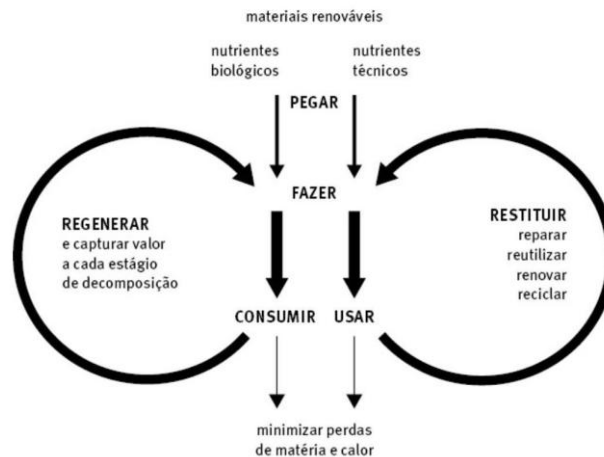 materiais renováveis
nutrientes
biológicos
nutrientes
técnicos
PEGAR
FAZER
REGENERAR
e capturar valor
a cada estágio
de decomposição
RESTITUIR
reparar
reutilizar
renovar
reciclar
CONSUMIR
USAR
minimizar perdas
de matéria e calor